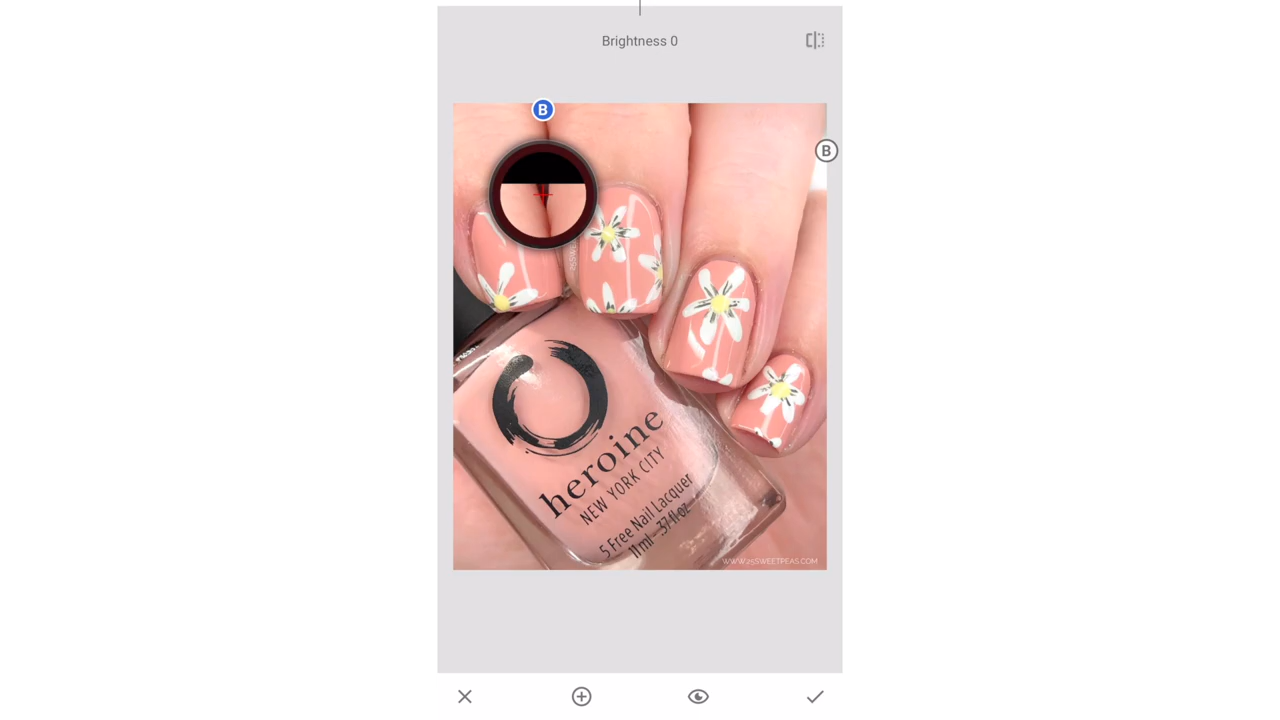 Brightness 0
B
B
heroine
NEW YORK CITY
5 Free Nail Lacquer
11ml - .37fl oz
WWW.25SWEETPEAS.COM